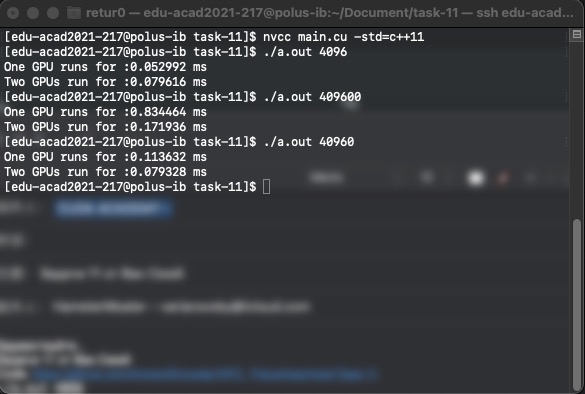 retur0 — edu-acad2021-217@polus-ib:~/Document/task-11 — ssh edu-acad...
[edu-acad2021-217@polus-ib task-11]$ nvcc main.cu -std=c++11
[edu-acad2021-217@polus-ib task-11]$ ./a.out 4096
One GPU runs for :0.052992 ms
Two GPUs run for :0.079616 ms
[edu-acad2021-217@polus-ib task-11]$ ./a.out 409600
One GPU runs for :0.834464 ms
Two GPUs run for :0.171936 ms
[edu-acad2021-217@polus-ib task-11]$ ./a.out 40960
One GPU runs for :0.113632 ms
Two GPUs run for :0.079328 ms
[edu-acad2021-217@polus-ib task-11]$